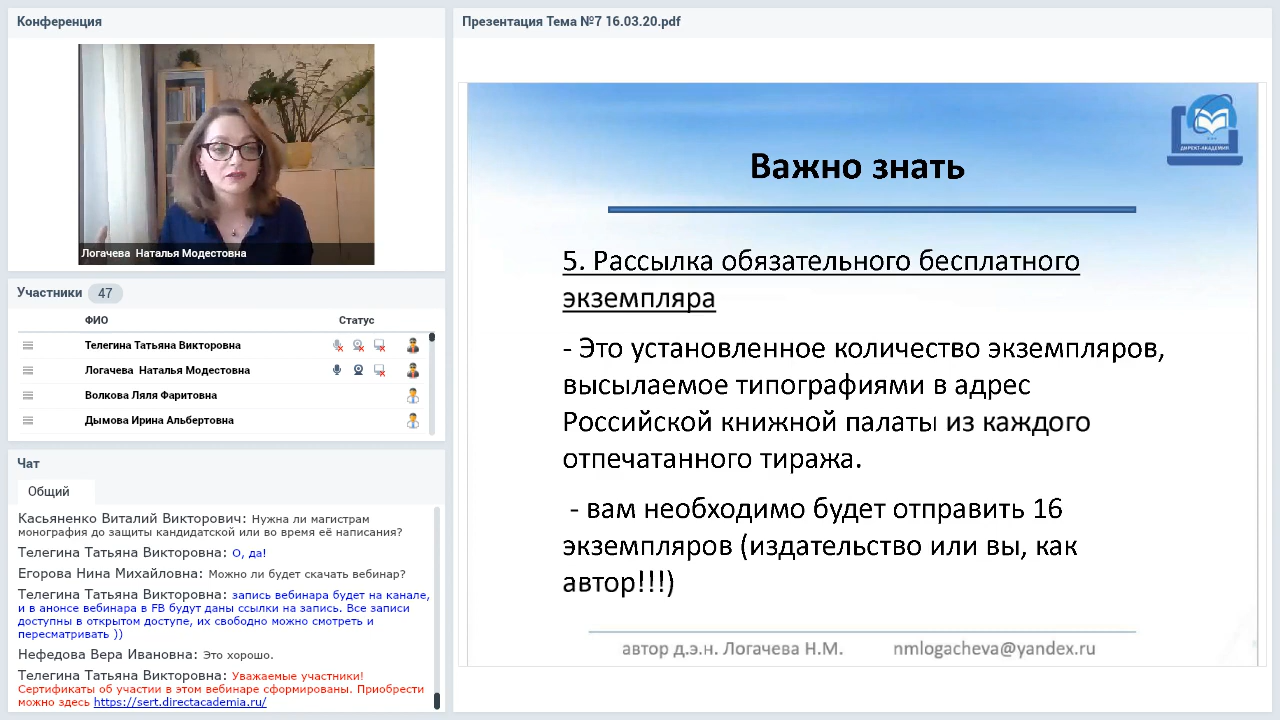 Конференция
Логачева  Наталья Модестовна
Участники 47
ФИО Статус
Телегина Татьяна Викторовна
Логачева  Наталья Модестовна
Волкова Ляля Фаритовна
Дымова Ирина Альбертовна
Чат
Общий
Касьяненко Виталий Викторович: Нужна ли магистрам
монография до защиты кандидатской или во время её написания?
Телегина Татьяна Викторовна: О, да!
Егорова Нина Михайловна: Можно ли будет скачать вебинар?
Телегина Татьяна Викторовна: запись вебинара будет на канале,
и в анонсе вебинара в FB будут даны ссылки на запись. Все записи
доступны в открытом доступе, их свободно можно смотреть и
пересматривать ))
Нефедова Вера Ивановна: Это хорошо.
Телегина Татьяна Викторовна: Уважаемые участники!
Сертификаты об участии в этом вебинаре сформированы. Приобрести
можно здесь https://sert.directacademia.ru/
Презентация Тема №7 16.03.20.pdf
ДИРЕКТ-АКАДЕМИЯ
Важно знать
5. Рассылка обязательного бесплатного
экземпляра
- Это установленное количество экземпляров,
высылаемое типографиями в адрес
Российской книжной палаты из каждого
отпечатанного тиража.
- вам необходимо будет отправить 16
экземпляров (издательство или вы, как
автор!!!)
автор д.э.н. Логачева Н.М. nmlogacheva@yandex.ru